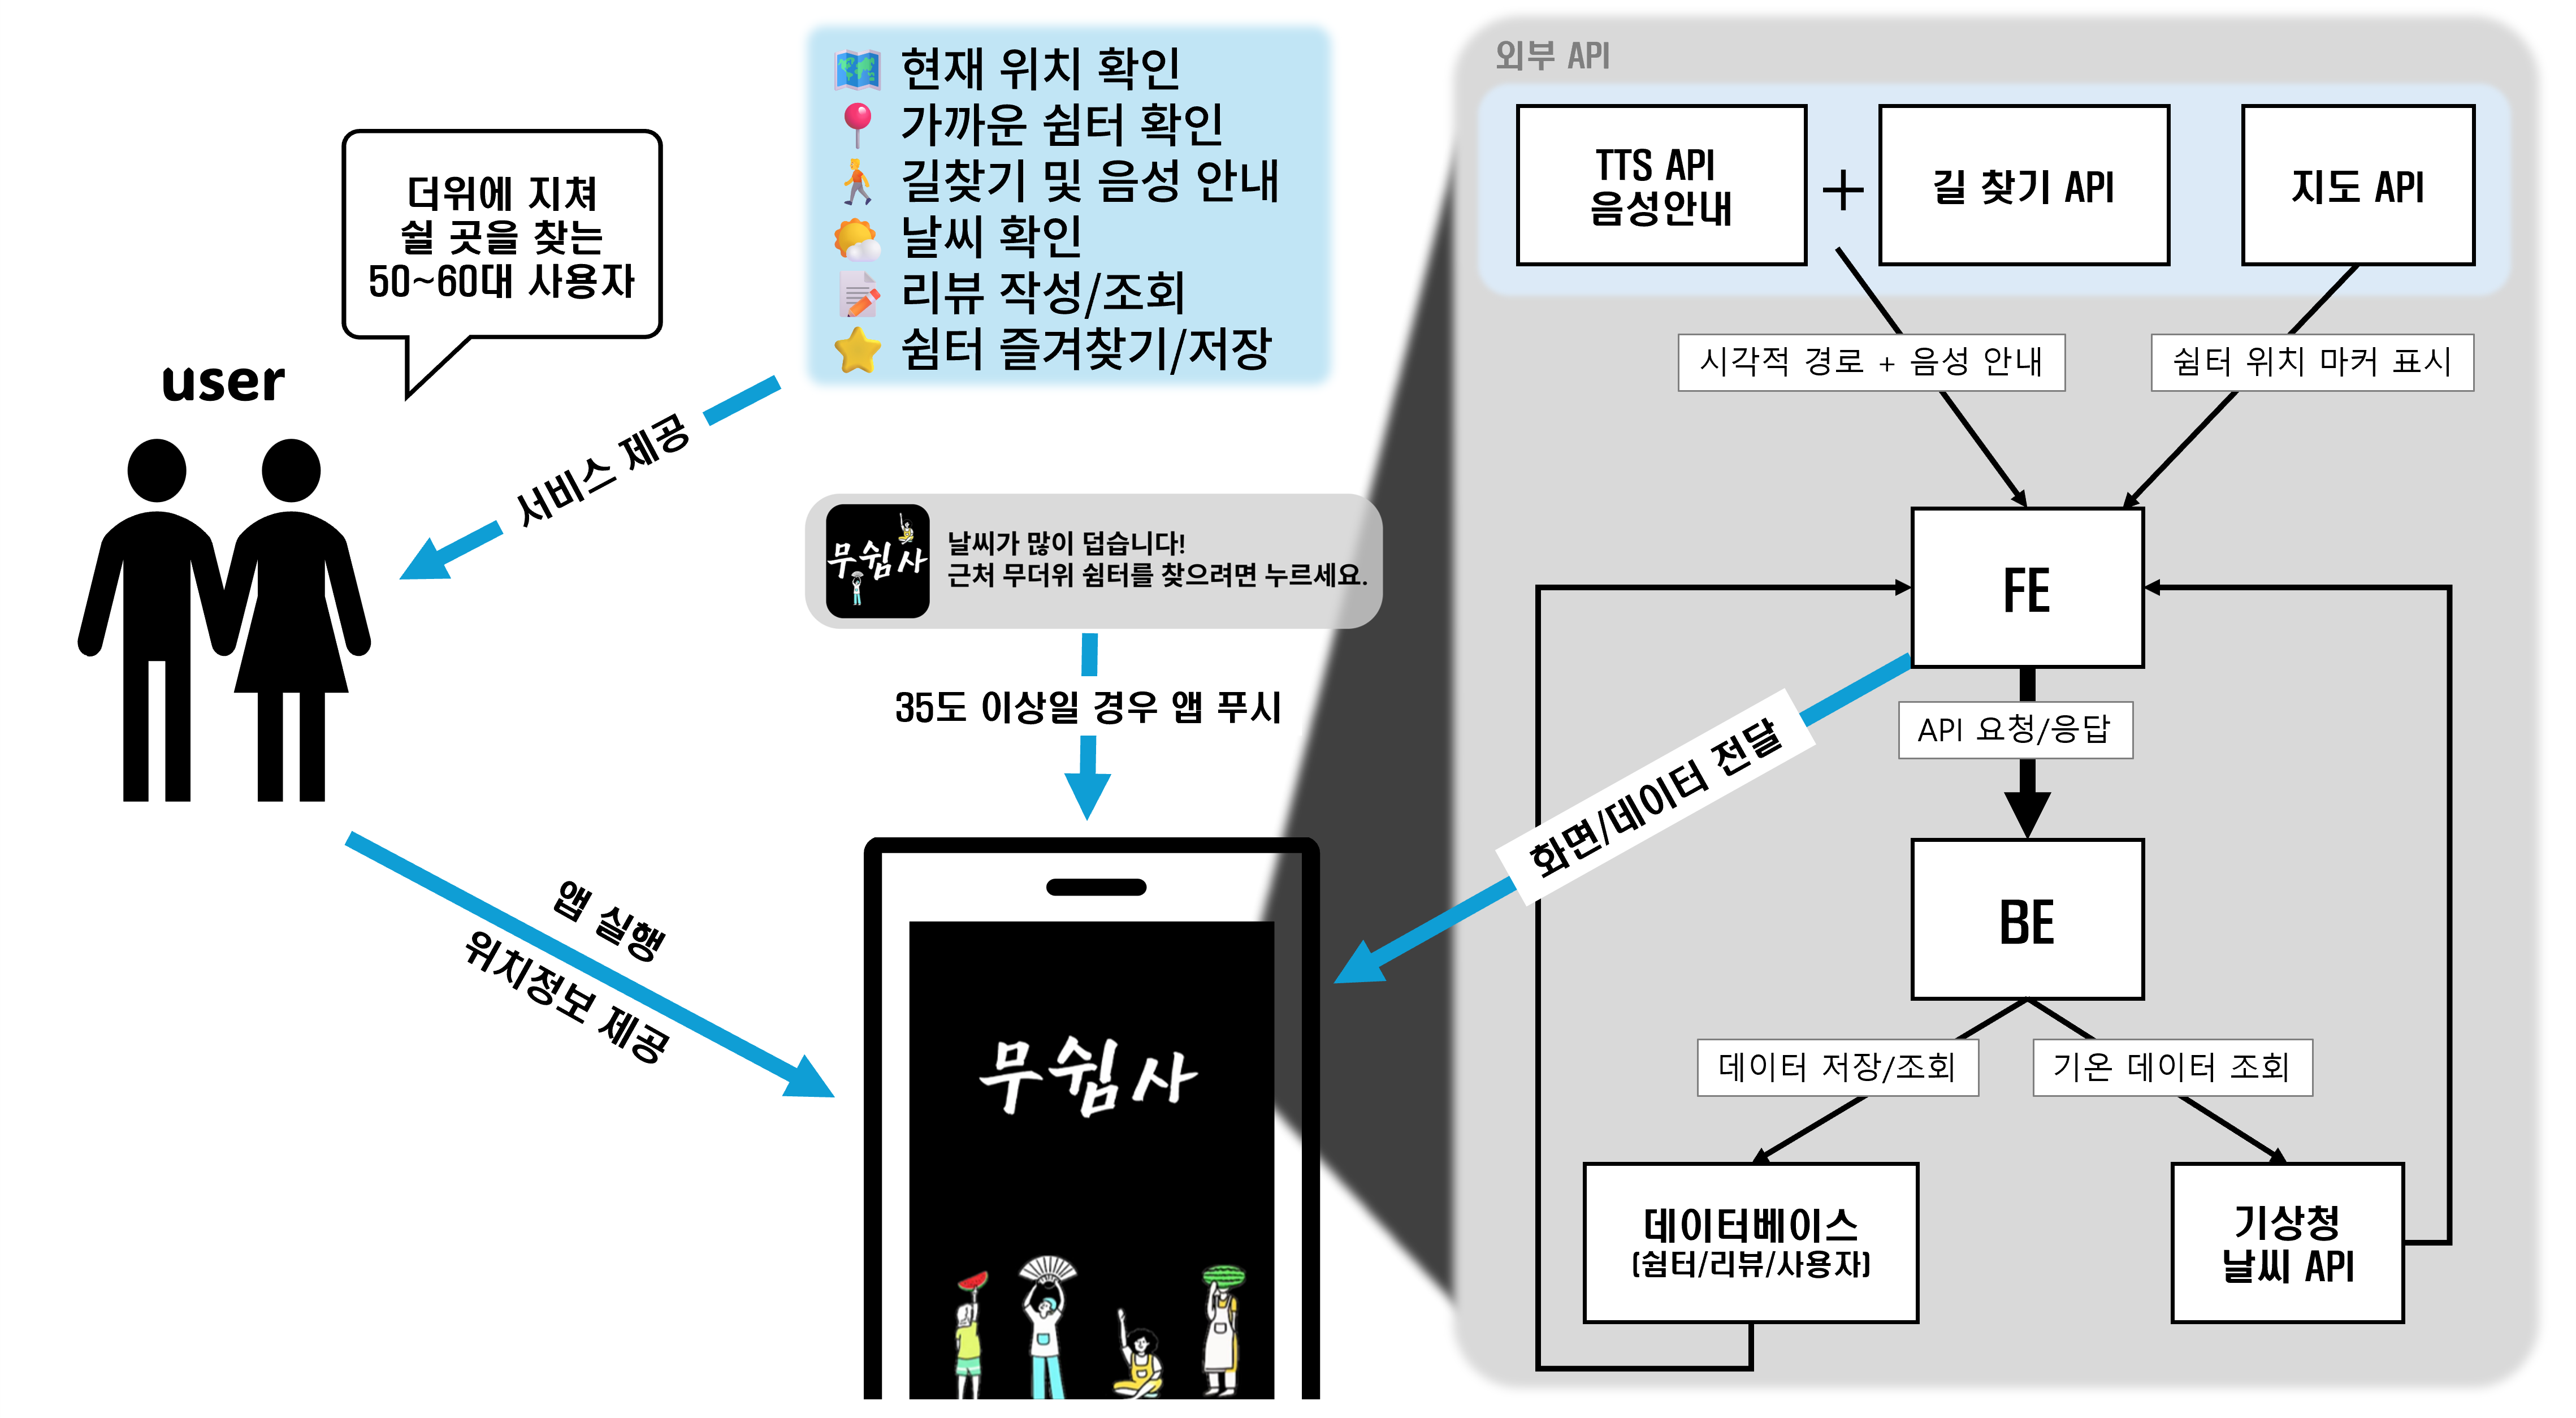 현재 위치 확인
가까운 쉼터 확인
길찾기 및 음성 안내
날씨 확인
리뷰 작성/조회
쉼터 즐겨찾기/저장
더위에 지쳐
쉴 곳을 찾는
50~60대 사용자
user
서비스 제공
무쉼사
날씨가 많이 덥습니다!
근처 무더위 쉼터를 찾으려면 누르세요.
35도 이상일 경우 앱 푸시
앱 실행
위치정보 제공
무쉼사
화면/데이터 전달
외부 API
TTS API
음성안내
+
길 찾기 API
지도 API
시각적 경로 + 음성 안내
쉼터 위치 마커 표시
FE
API 요청/응답
BE
데이터 저장/조회
기온 데이터 조회
데이터베이스
(쉼터/리뷰/사용자)
기상청
날씨 API